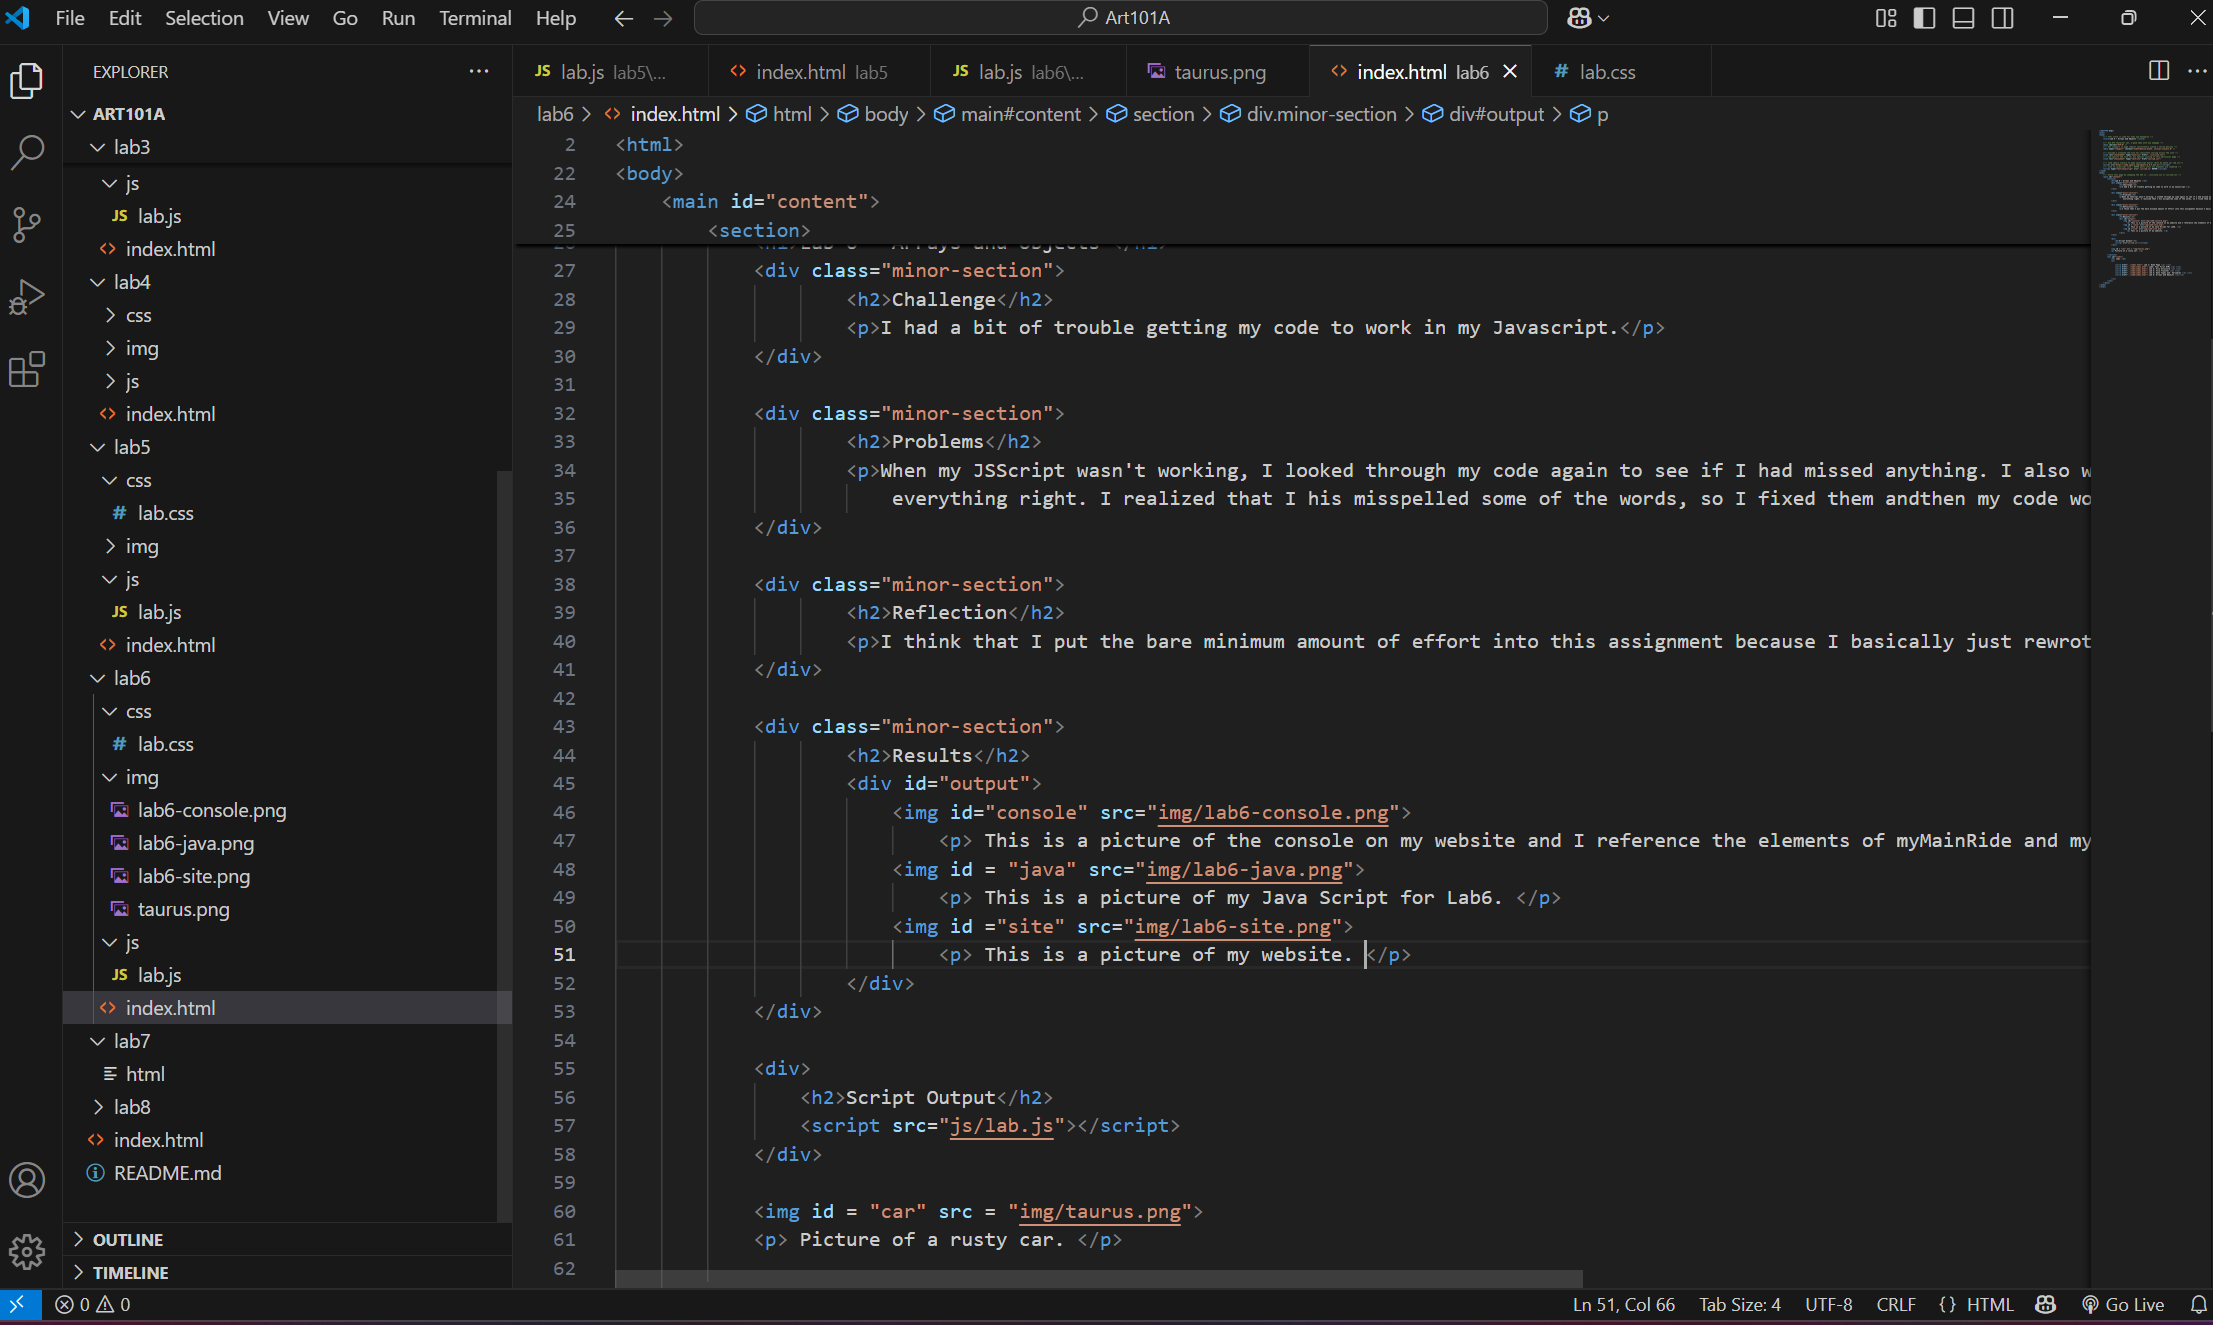 File Edit Selection View Go Run Terminal Help
Art101A
EXPLORER
ART101A
lab3
js
JS lab.js
index.html
lab4
css
img
js
index.html
lab5
css
# lab.css
img
js
JS lab.js
index.html
lab6
css
# lab.css
img
lab6-console.png
lab6-java.png
lab6-site.png
taurus.png
js
JS lab.js
index.html
lab7
html
lab8
index.html
README.md
OUTLINE
TIMELINE
JS lab.js lab5\... <> index.html lab5 JS lab.js lab6\... taurus.png <> index.html lab6 # lab.css
lab6 > <> index.html > html > body > main#content > section > div.minor-section > div#output > p
2 <html>
22 <body>
24 <main id="content">
25 <section>
27 <div class="minor-section">
28 <h2>Challenge</h2>
29 <p>I had a bit of trouble getting my code to work in my Javascript.</p>
30 </div>
31
32 <div class="minor-section">
33 <h2>Problems</h2>
34 <p>When my JSScript wasn't working, I looked through my code again to see if I had missed anything. I also w
35 everything right. I realized that I his misspelled some of the words, so I fixed them andthen my code wo
36 </div>
37
38 <div class="minor-section">
39 <h2>Reflection</h2>
40 <p>I think that I put the bare minimum amount of effort into this assignment because I basically just rewrot
41 </div>
42
43 <div class="minor-section">
44 <h2>Results</h2>
45 <div id="output">
46 <img id="console" src="img/lab6-console.png">
47 <p> This is a picture of the console on my website and I reference the elements of myMainRide and my
48 <img id = "java" src="img/lab6-java.png">
49 <p> This is a picture of my Java Script for Lab6. </p>
50 <img id ="site" src="img/lab6-site.png">
51 <p> This is a picture of my website. </p>
52 </div>
53 </div>
54
55 <div>
56 <h2>Script Output</h2>
57 <script src="js/lab.js"></script>
58 </div>
59
60 <img id = "car" src = "img/taurus.png">
61 <p> Picture of a rusty car. </p>
62
0 0 Ln 51, Col 66 Tab Size: 4 UTF-8 CRLF {} HTML Go Live